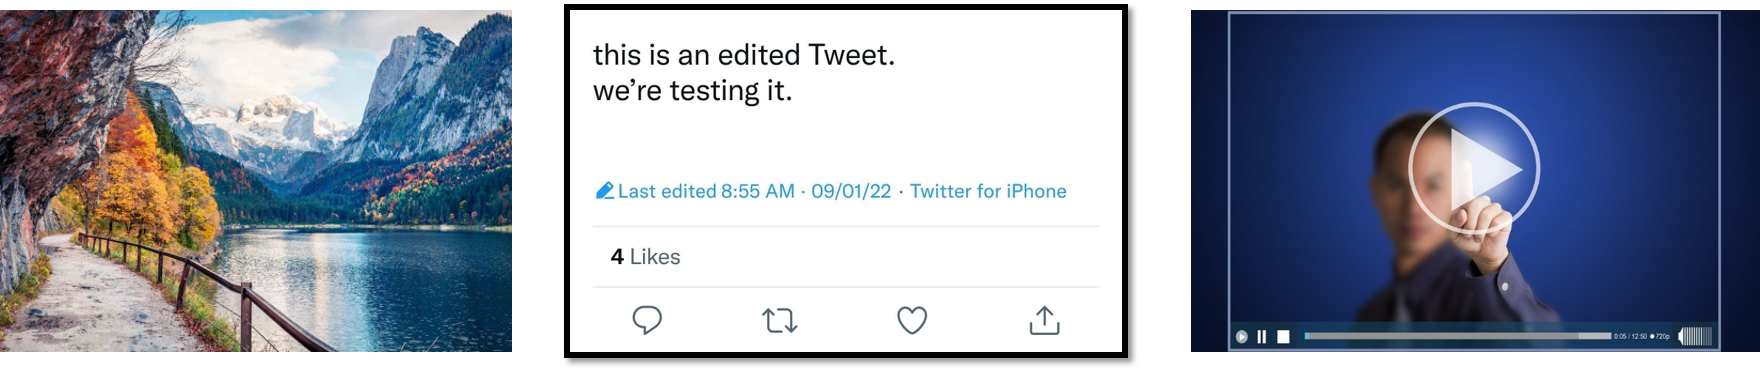 this is an edited Tweet.
we're testing it.
Last edited 8:55 AM · 09/01/22 · Twitter for iPhone
4 Likes
0:05 / 12:50 ● 720p